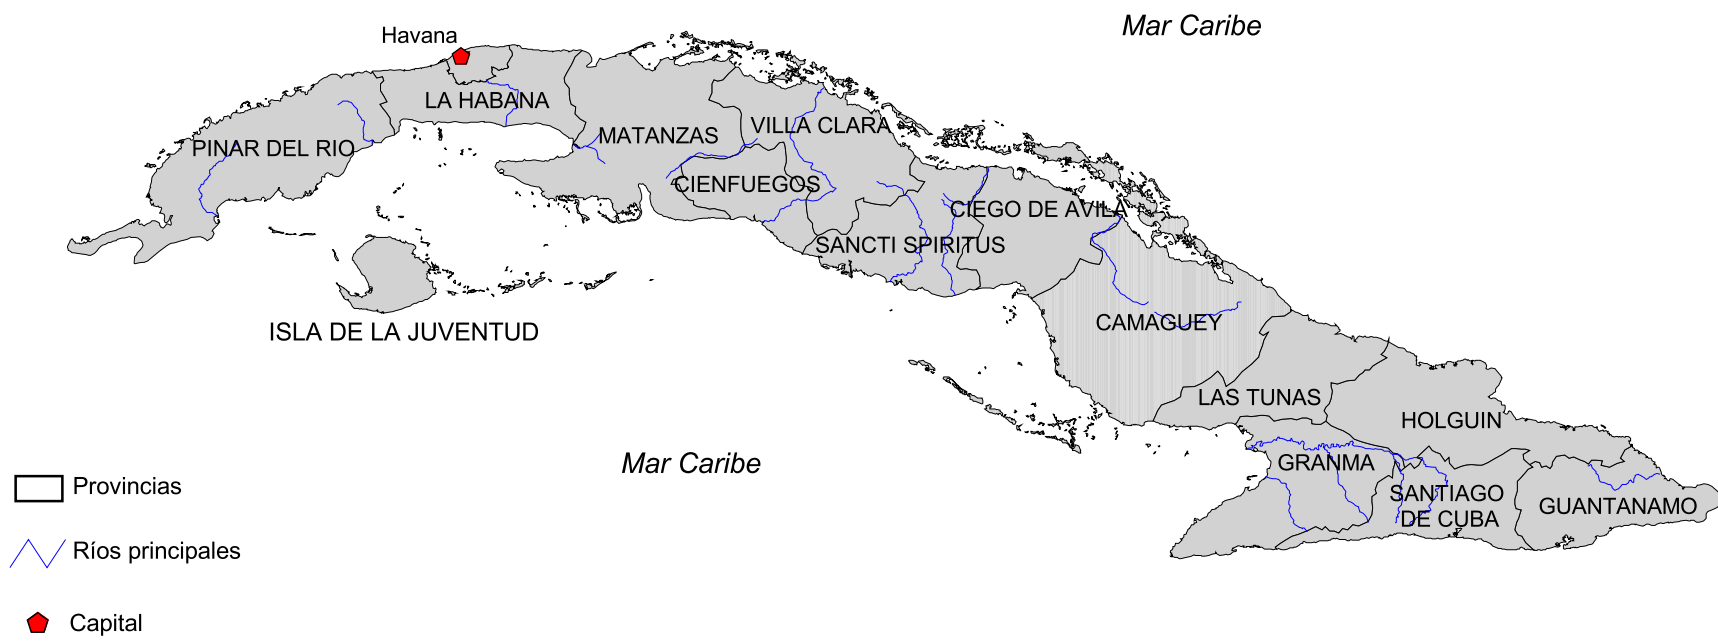 Mar Caribe
Havana
LA HABANA
VILLA CLARA
MATANZAS
PINAR DEL RIO
CIENFUEGOS
CIEGO DE AVILA
SANCTI SPIRITUS
CAMAGUEY
ISLA DE LA JUVENTUD
LAS TUNAS
HOLGUIN
Mar Caribe
GRANMA
SANTIAGO
DE CUBA
GUANTANAMO
Provincias
Ríos principales
Capital